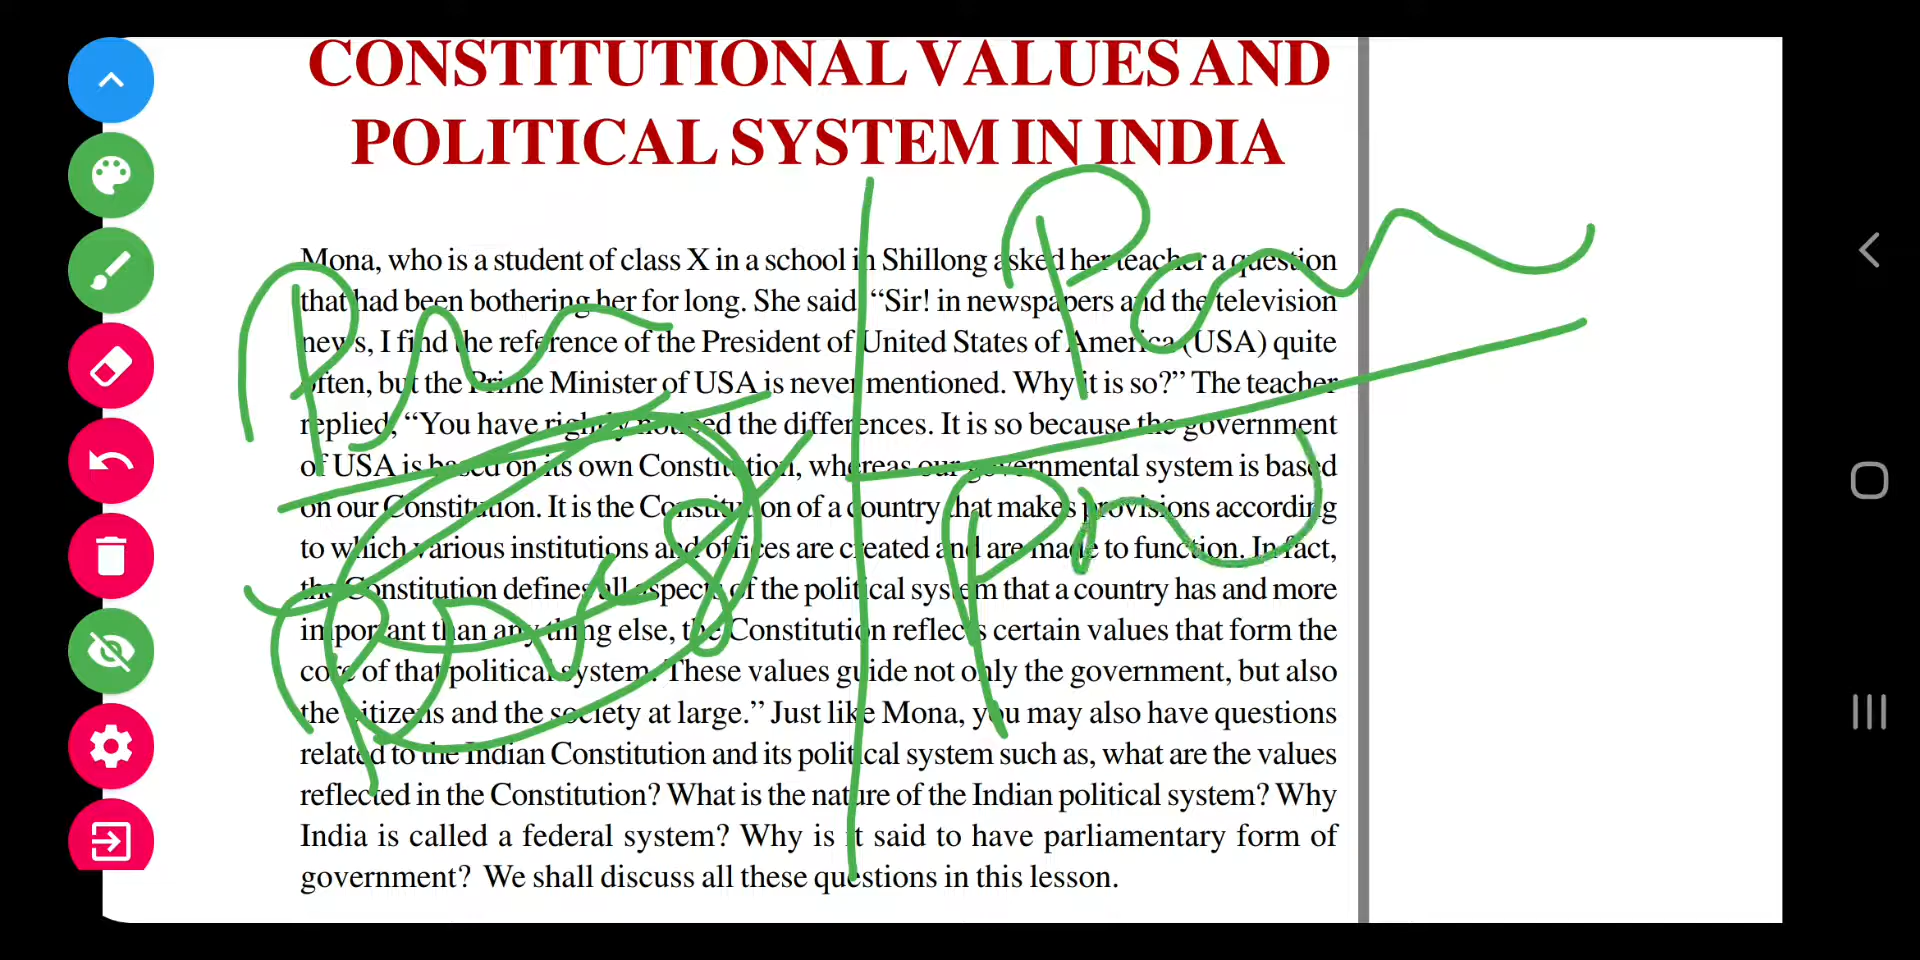 CONSTITUTIONAL VALUES AND
POLITICAL SYSTEM IN INDIA
Mona, who is a student of class X in a school in Shillong asked her teacher a question
that had been bothering her for long. She said, “Sir! in newspapers and the television
news, I find the reference of the President of United States of America (USA) quite
often, but the Prime Minister of USA is never mentioned. Why it is so?” The teacher
replied, “You have rightly noticed the differences. It is so because the government
of USA is based on its own Constitution, whereas our governmental system is based
on our Constitution. It is the Constitution of a country that makes provisions according
to which various institutions and offices are created and are made to function. In fact,
the Constitution defines all aspects of the political system that a country has and more
important than any thing else, the Constitution reflects certain values that form the
core of that political system. These values guide not only the government, but also
the citizens and the society at large.” Just like Mona, you may also have questions
related to the Indian Constitution and its political system such as, what are the values
reflected in the Constitution? What is the nature of the Indian political system? Why
India is called a federal system? Why is it said to have parliamentary form of
government? We shall discuss all these questions in this lesson.